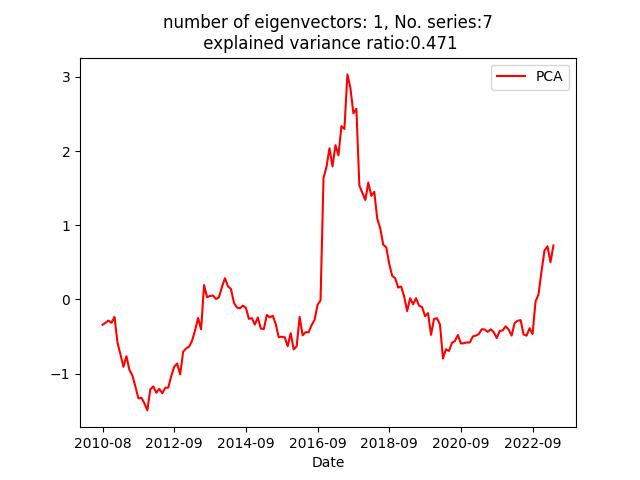 number of eigenvectors: 1, No. series:7
explained variance ratio:0.471
PCA
3
2
1
0
−1
2010-08 2012-09 2014-09 2016-09 2018-09 2020-09 2022-09
Date